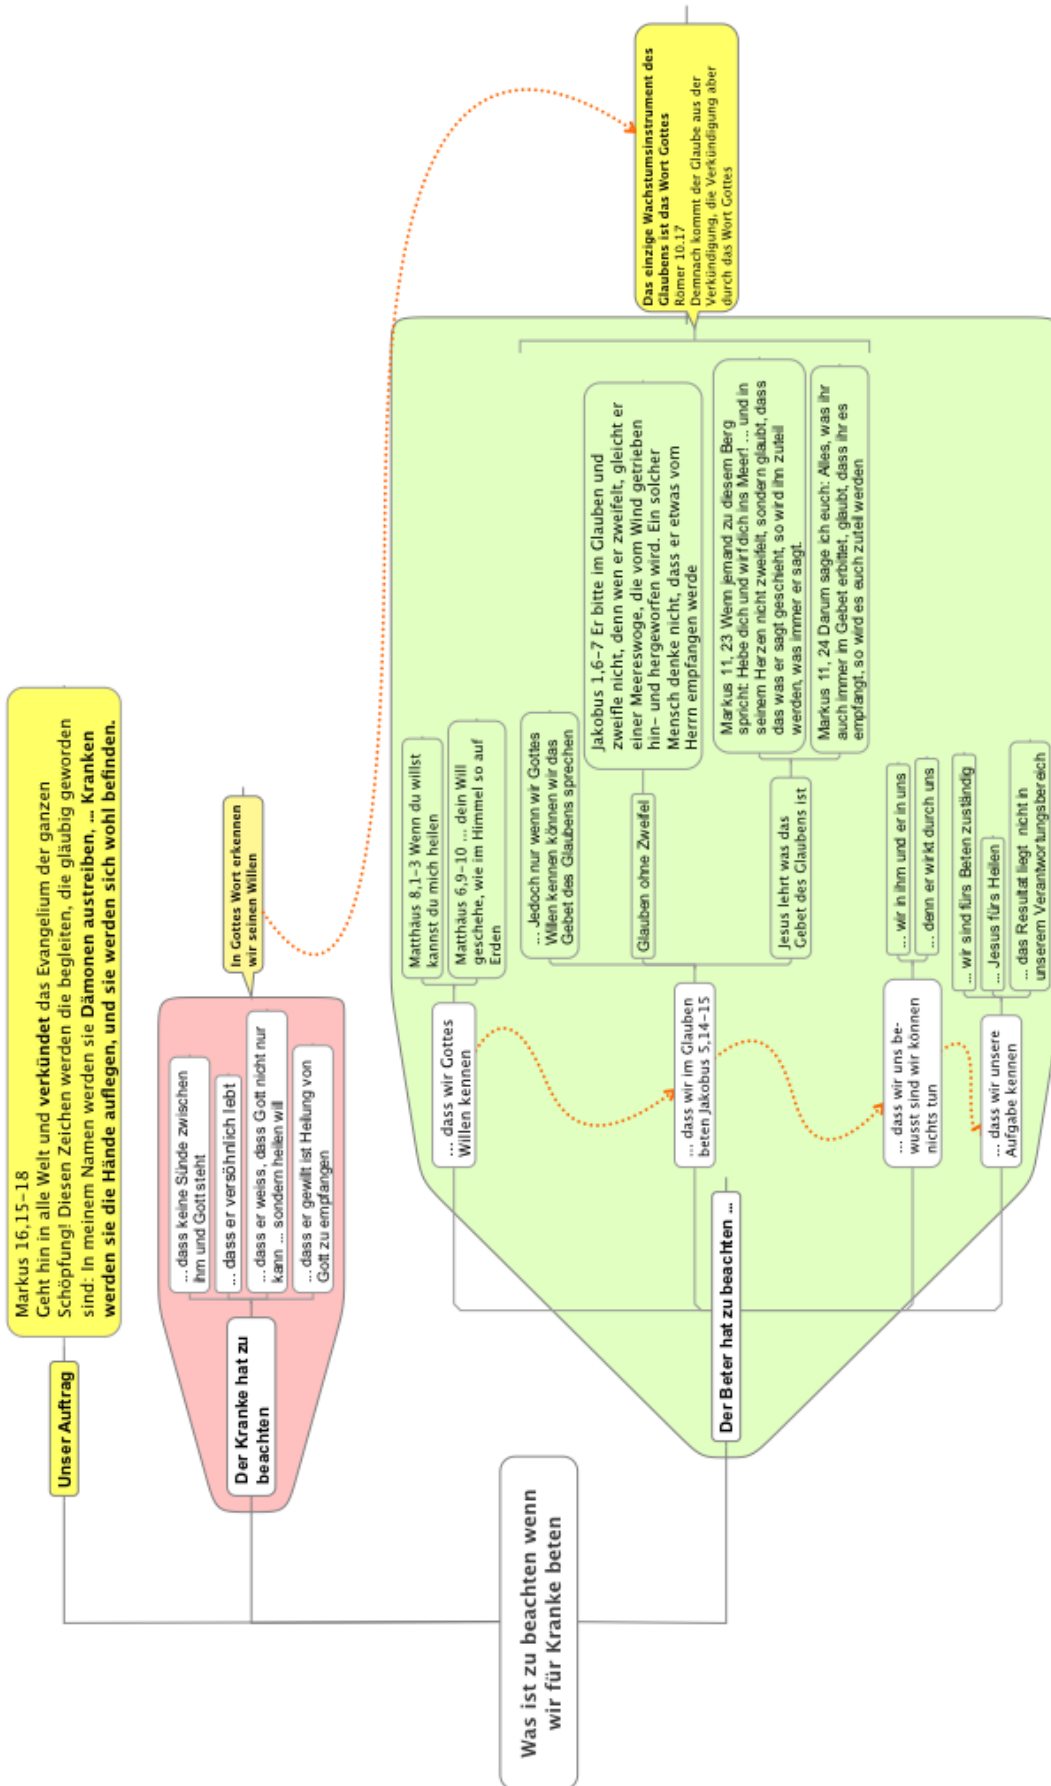 Was ist zu beachten wenn
wir für Kranke beten
Unser Auftrag
Markus 16,15-18
Geht hin in alle Welt und verkündet das Evangelium der ganzen
Schöpfung! Diesen Zeichen werden die begleiten, die gläubig geworden
sind: In meinem Namen werden sie Dämonen austreiben, ... Kranken
werden sie die Hände auflegen, und sie werden sich wohl befinden.
Der Kranke hat zu
beachten
... dass keine Sünde zwischen
ihm und Gott steht
... dass er versöhnlich lebt
... dass er weiss, dass Gott nicht nur
kann ... sondern heilen will
... dass er gewillt ist Heilung von
Gott zu empfangen
In Gottes Wort erkennen
wir seinen Willen
Der Beter hat zu beachten ...
... dass wir Gottes
Willen kennen
Matthäus 8,1-3 Wenn du willst
kannst du mich heilen
Matthäus 6,9-10 ... dein Will
geschehe, wie im Himmel so auf
Erden
... dass wir im Glauben
beten Jakobus 5,14-15
... Jedoch nur wenn wir Gottes
Willen kennen können wir das
Gebet des Glaubens sprechen
Glauben ohne Zweifel
Jakobus 1,6-7 Er bitte im Glauben und
zweifle nicht, denn wen er zweifelt, gleicht er
einer Meereswoge, die vom Wind getrieben
hin- und hergeworfen wird. Ein solcher
Mensch denke nicht, dass er etwas vom
Herrn empfangen werde
Jesus lehrt was das
Gebet des Glaubens ist
Markus 11, 23 Wenn jemand zu diesem Berg
spricht: Hebe dich und wirf dich ins Meer! ... und in
seinem Herzen nicht zweifelt, sondern glaubt, dass
das was er sagt geschieht, so wird ihn zuteil
werden, was immer er sagt.
Markus 11, 24 Darum sage ich euch: Alles, was ihr
auch immer im Gebet erbittet, glaubt, dass ihr es
empfangt, so wird es euch zuteil werden
Das einzige Wachstumsinstrument des
Glaubens ist das Wort Gottes
Römer 10.17
Demnach kommt der Glaube aus der
Verkündigung, die Verkündigung aber
durch das Wort Gottes
... dass wir uns be-
wusst sind wir können
nichts tun
... wir in ihm und er in uns
... denn er wirkt durch uns
... dass wir unsere
Aufgabe kennen
... wir sind fürs Beten zuständig
... Jesus fürs Heilen
... das Resultat liegt nicht in
unserem Verantwortungsbereich